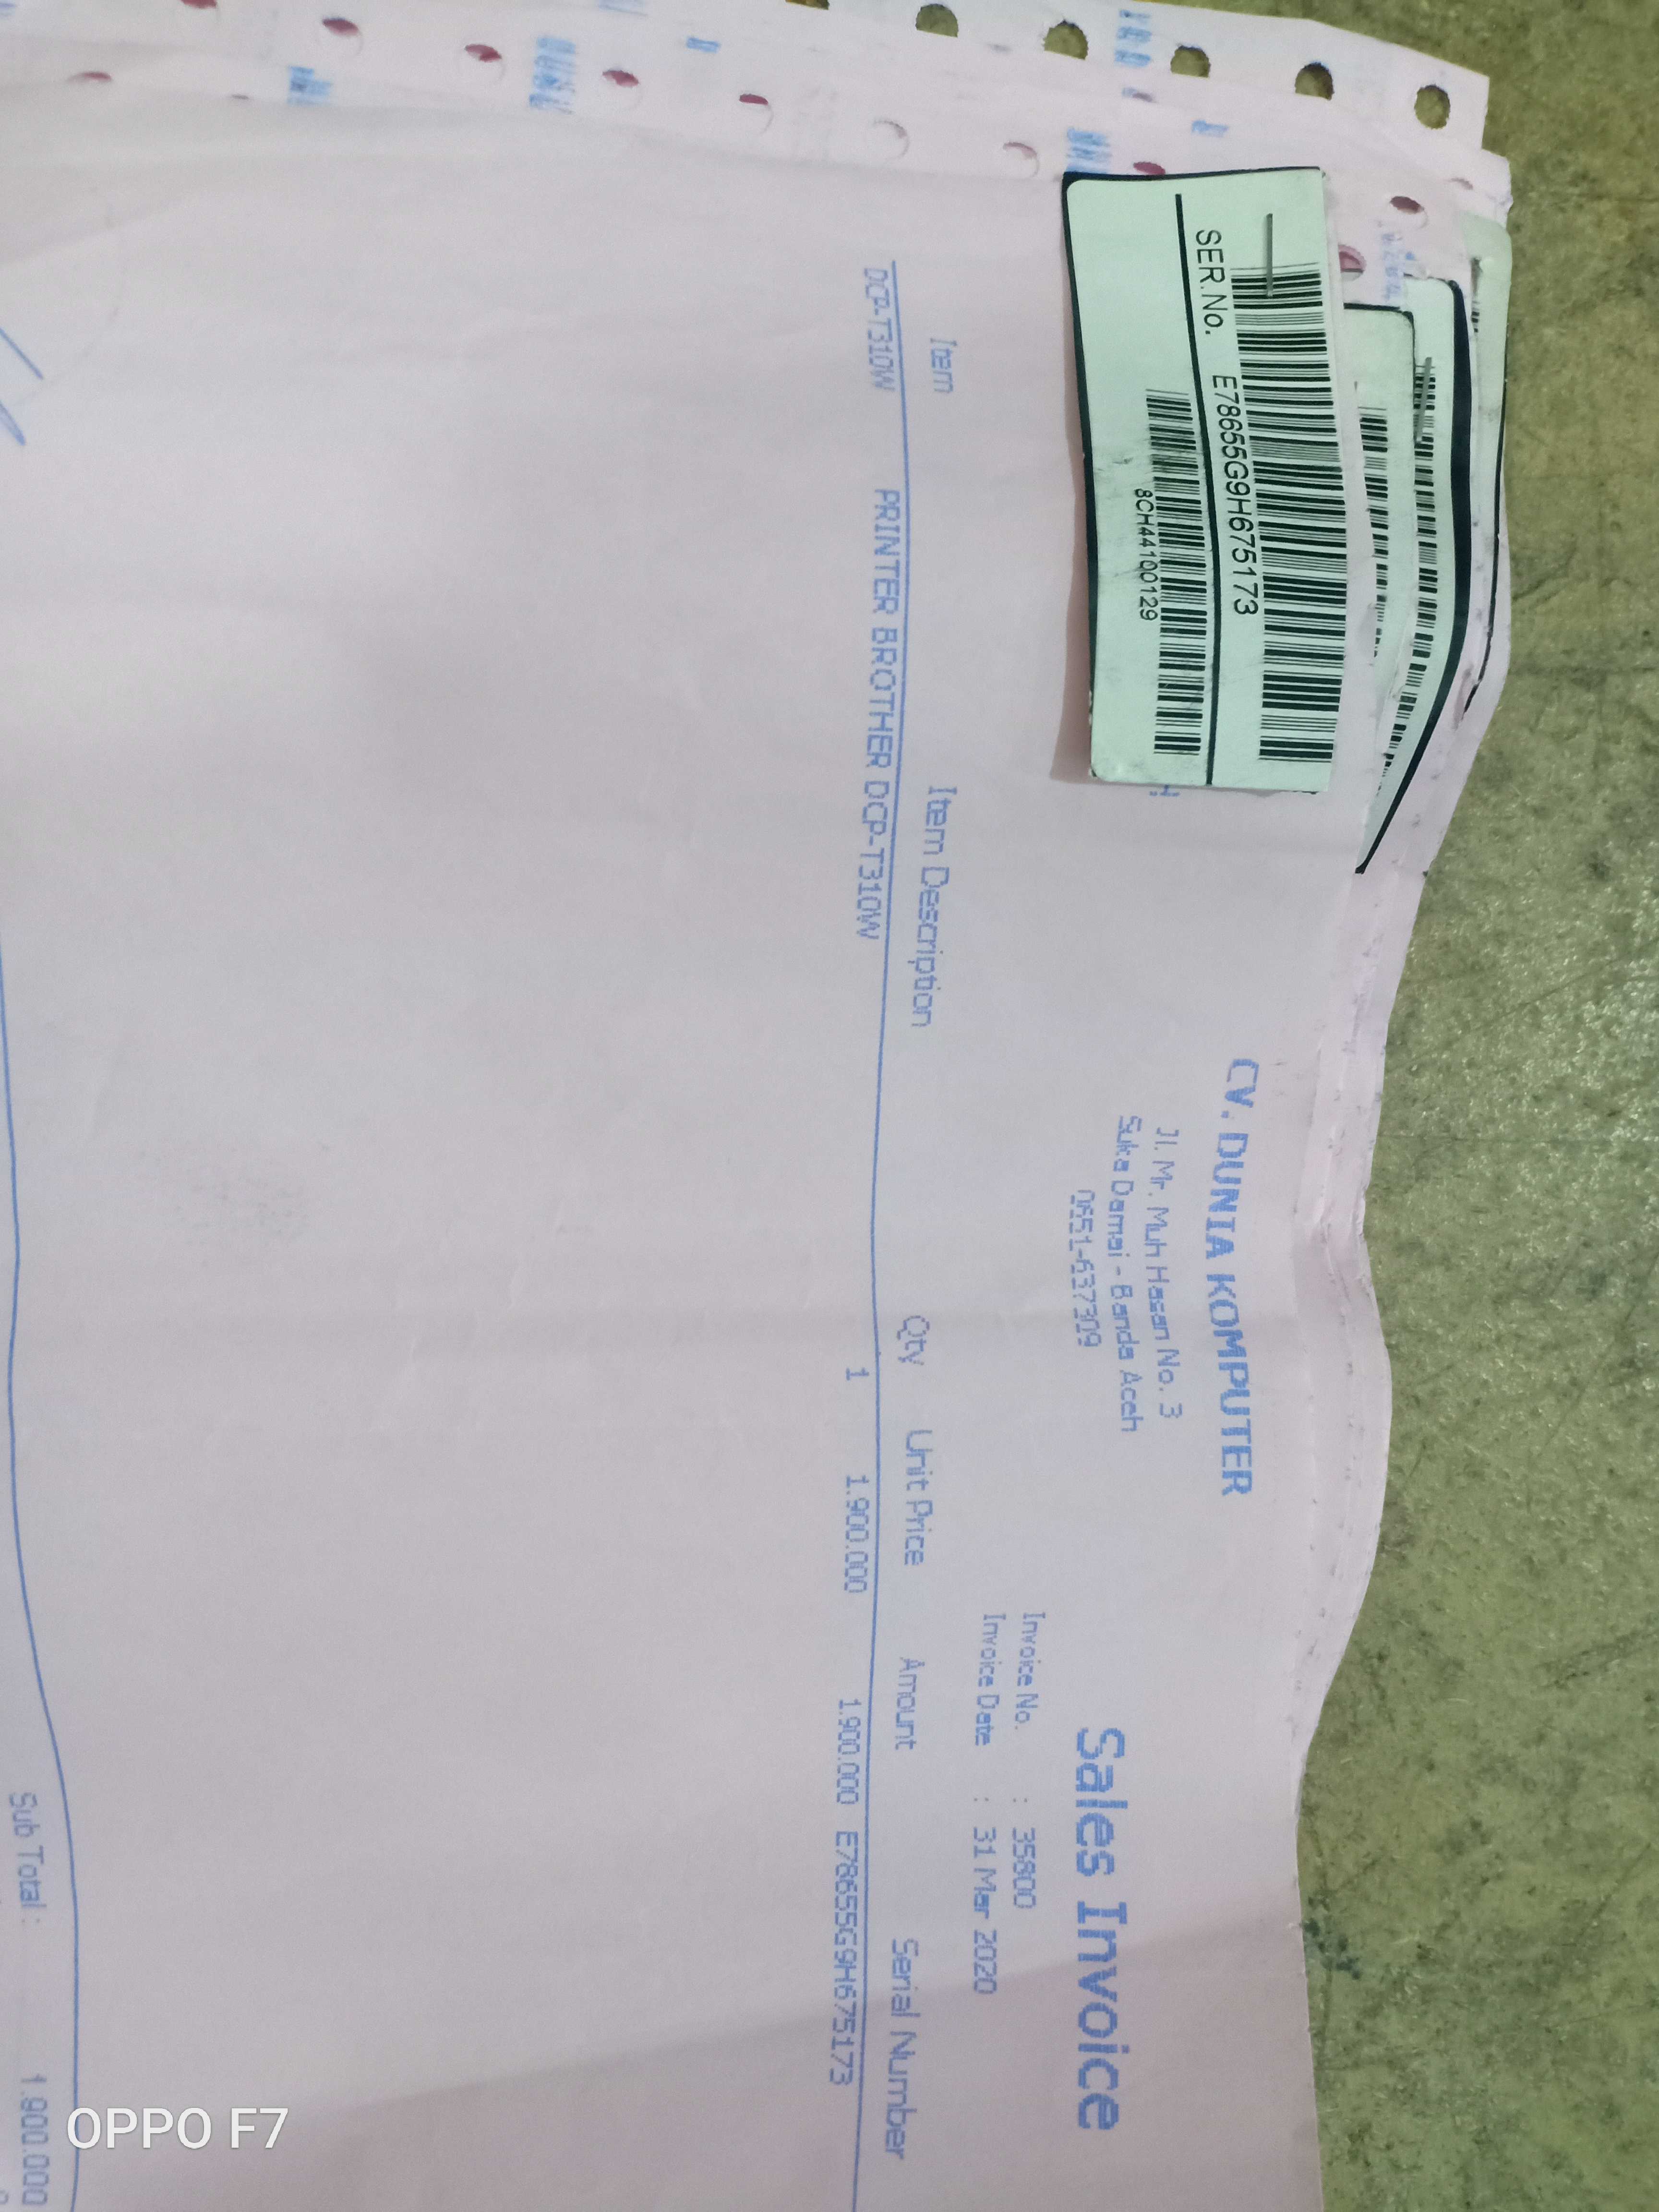 CV. DUNIA KOMPUTER
Jl. Mr. Muh Hasan No. 3
Suka Damai - Banda Aceh
0651-637309
Sales Invoice
Invoice No. : 35800
Invoice Date : 31 Mar 2020
SER.No. E78655G9H675173
8CH44100129
Item Item Description Qty Unit Price Amount Serial Number
DCP-T310W PRINTER BROTHER DCP-T310W 1 1.900.000 1.900.000 E78655G9H675173
Sub Total : 1.900.000
OPPO F7